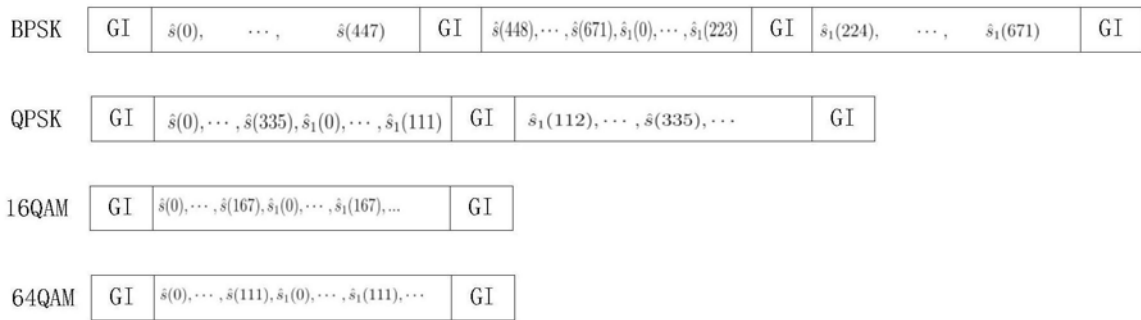 BPSK GI ŝ(0), ⋯ , ŝ(447) GI ŝ(448),⋯ ,ŝ(671),ŝ₁(0),⋯ ,ŝ₁(223) GI ŝ₁(224), ⋯ , ŝ₁(671) GI
QPSK GI ŝ(0),⋯ ,ŝ(335),ŝ₁(0),⋯ ,ŝ₁(111) GI ŝ₁(112),⋯ ,ŝ(335),⋯ GI
16QAM GI ŝ(0),⋯ ,ŝ(167),ŝ₁(0),⋯ ,ŝ₁(167),... GI
64QAM GI ŝ(0),⋯ ,ŝ(111),ŝ₁(0),⋯ ,ŝ₁(111),⋯ GI